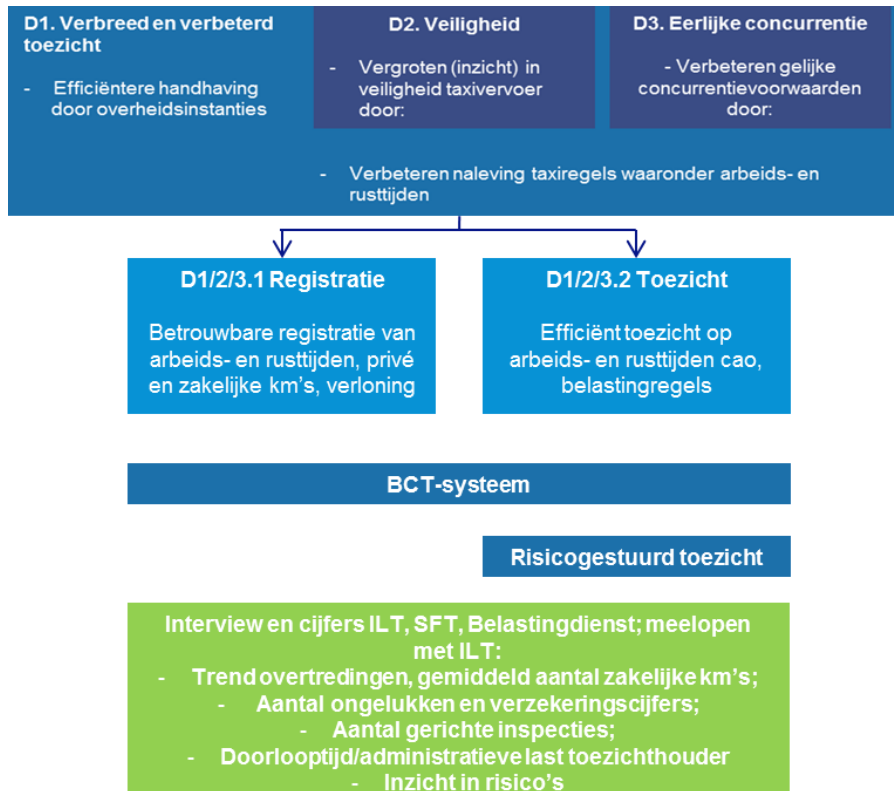 D1. Verbreed en verbeterd
toezicht
- Efficiëntere handhaving
door overheidsinstanties
D2. Veiligheid
- Vergroten (inzicht) in
veiligheid taxivervoer
door:
D3. Eerlijke concurrentie
- Verbeteren gelijke
concurrentievoorwaarden
door:
- Verbeteren naleving taxiregels waaronder arbeids- en
rusttijden
D1/2/3.1 Registratie
Betrouwbare registratie van
arbeids- en rusttijden, privé
en zakelijke km's, verloning
D1/2/3.2 Toezicht
Efficiënt toezicht op
arbeids- en rusttijden cao,
belastingregels
BCT-systeem
Risicogestuurd toezicht
Interview en cijfers ILT, SFT, Belastingdienst; meelopen
met ILT:
- Trend overtredingen, gemiddeld aantal zakelijke km's;
- Aantal ongelukken en verzekeringscijfers;
- Aantal gerichte inspecties;
- Doorlooptijd/administratieve last toezichthouder
- Inzicht in risico's